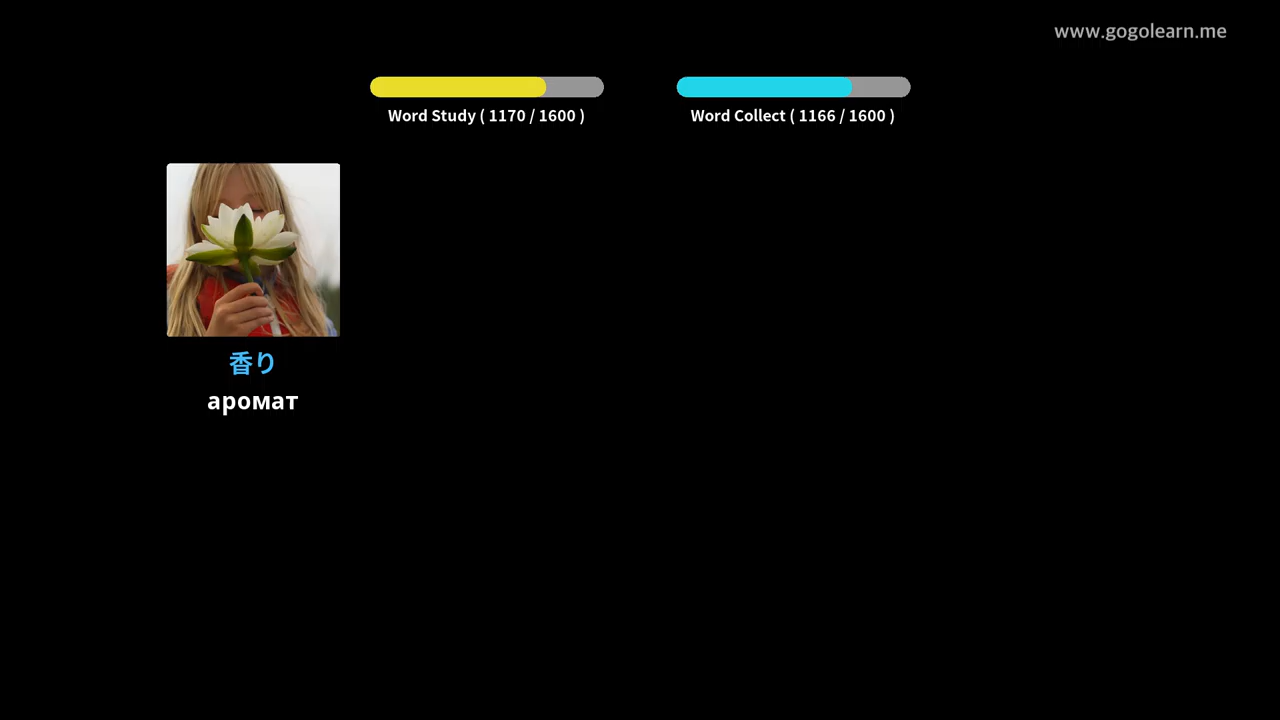 www.gogolearn.me
Word Study ( 1170 / 1600 )
Word Collect ( 1166 / 1600 )
香り
аромат